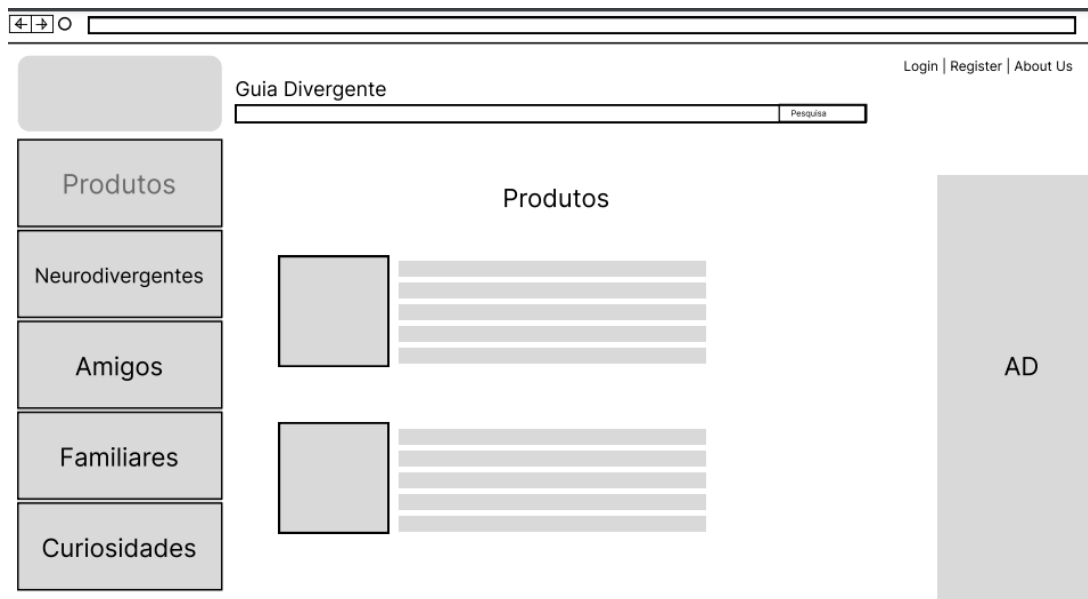 Login | Register | About Us
Guia Divergente
Pesquisa
Produtos
Neurodivergentes
Amigos
Familiares
Curiosidades
Produtos
AD